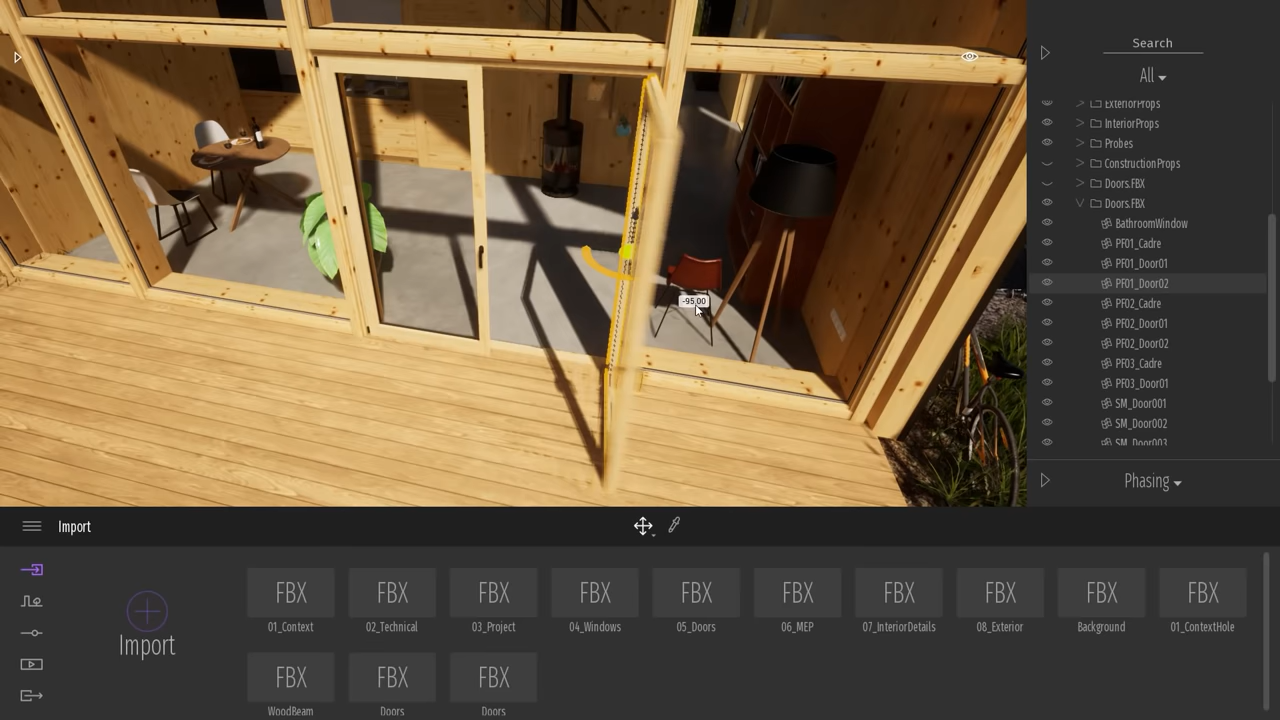 Search
All
ExteriorProps
InteriorProps
Probes
ConstructionProps
Doors.FBX
Doors.FBX
BathroomWindow
PF01_Cadre
PF01_Door01
PF01_Door02
PF02_Cadre
PF02_Door01
PF02_Door02
PF03_Cadre
PF03_Door01
SM_Door001
SM_Door002
SM_Door003
-95.00
Phasing
Import
Import
FBX FBX FBX FBX FBX FBX FBX FBX FBX FBX
01_Context 02_Technical 03_Project 04_Windows 05_Doors 06_MEP 07_InteriorDetails 08_Exterior Background 01_ContextHole
FBX FBX FBX
WoodBeam Doors Doors